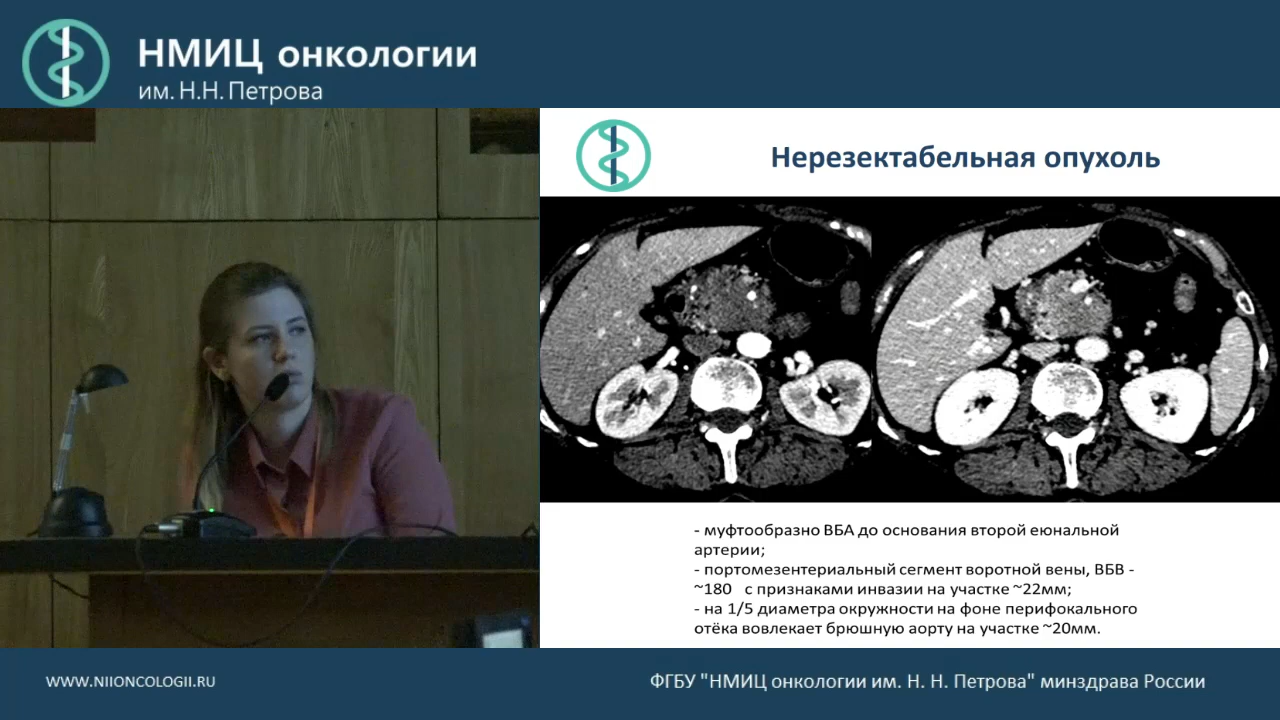 НМИЦ онкологии
им. Н.Н. Петрова
Нерезектабельная опухоль
- муфтообразно ВБА до основания второй еюнальной
артерии;
- портомезентериальный сегмент воротной вены, ВБВ -
~180 с признаками инвазии на участке ~22мм;
- на 1/5 диаметра окружности на фоне перифокального
отёка вовлекает брюшную аорту на участке ~20мм.
WWW.NIIONCOLOGII.RU
ФГБУ "НМИЦ онкологии им. Н. Н. Петрова" минздрава России